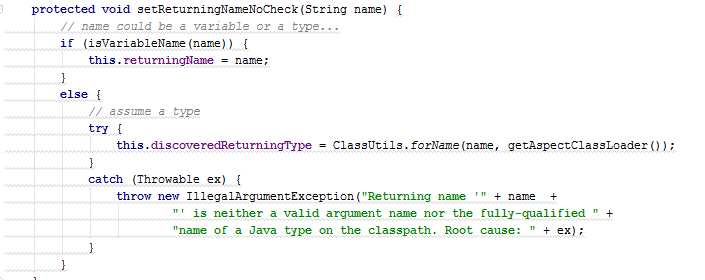 protected void setReturningNameNoCheck(String name) {
// name could be a variable or a type...
if (isVariableName(name)) {
this.returningName = name;
}
else {
// assume a type
try {
this.discoveredReturningType = ClassUtils.forName(name, getAspectClassLoader());
}
catch (Throwable ex) {
throw new IllegalArgumentException("Returning name '" + name  +
"' is neither a valid argument name nor the fully-qualified " +
"name of a Java type on the classpath. Root cause: " + ex);
}
}